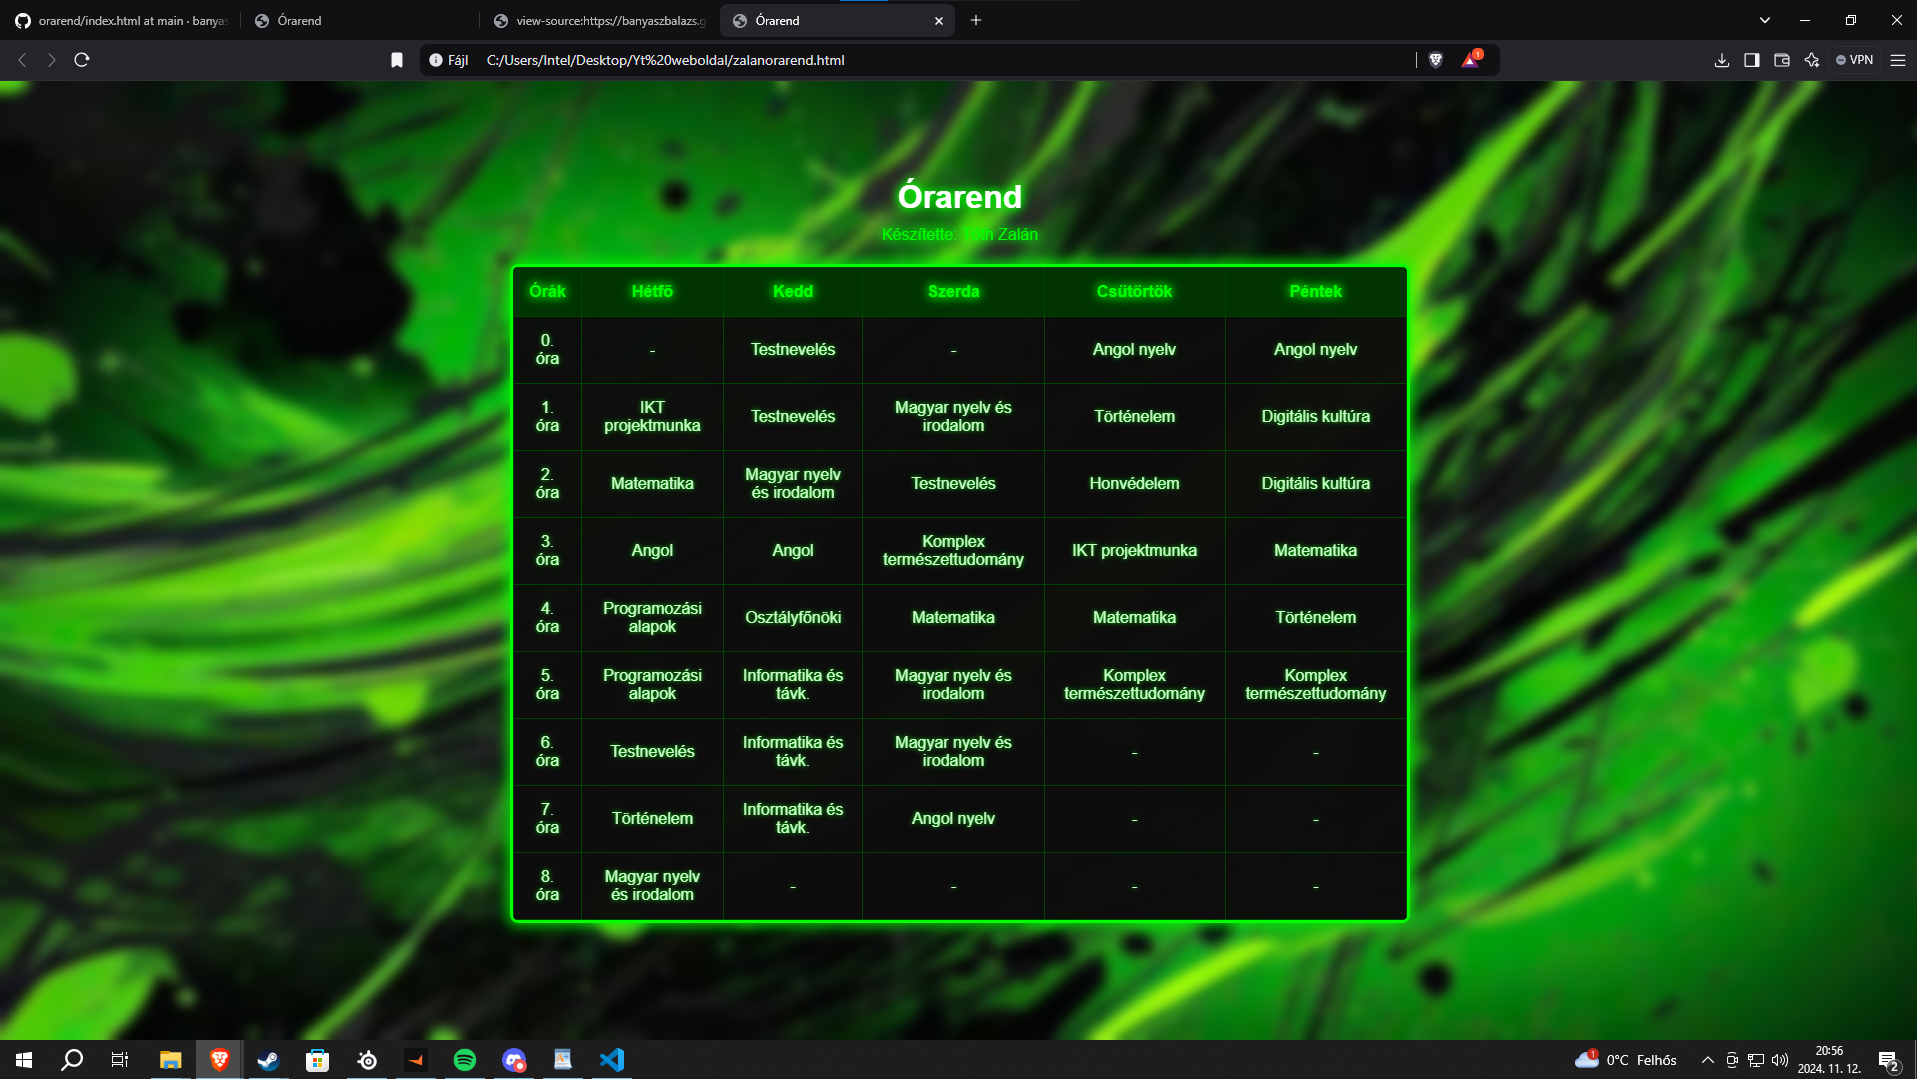 orarend/index.html at main · banyas
Órarend
view-source:https://banyaszbalazs.g
Órarend
Fájl C:/Users/Intel/Desktop/Yt%20weboldal/zalanorarend.html
1
VPN
Órarend
Készítette: Tóth Zalán
Órák Hétfő Kedd Szerda Csütörtök Péntek
0. óra - Testnevelés - Angol nyelv Angol nyelv
1. óra IKT projektmunka Testnevelés Magyar nyelv és irodalom Történelem Digitális kultúra
2. óra Matematika Magyar nyelv és irodalom Testnevelés Honvédelem Digitális kultúra
3. óra Angol Angol Komplex természettudomány IKT projektmunka Matematika
4. óra Programozási alapok Osztályfőnöki Matematika Matematika Történelem
5. óra Programozási alapok Informatika és távk. Magyar nyelv és irodalom Komplex természettudomány Komplex természettudomány
6. óra Testnevelés Informatika és távk. Magyar nyelv és irodalom - -
7. óra Történelem Informatika és távk. Angol nyelv - -
8. óra Magyar nyelv és irodalom - - - -
1
0°C Felhős
20:56
2024. 11. 12.
2